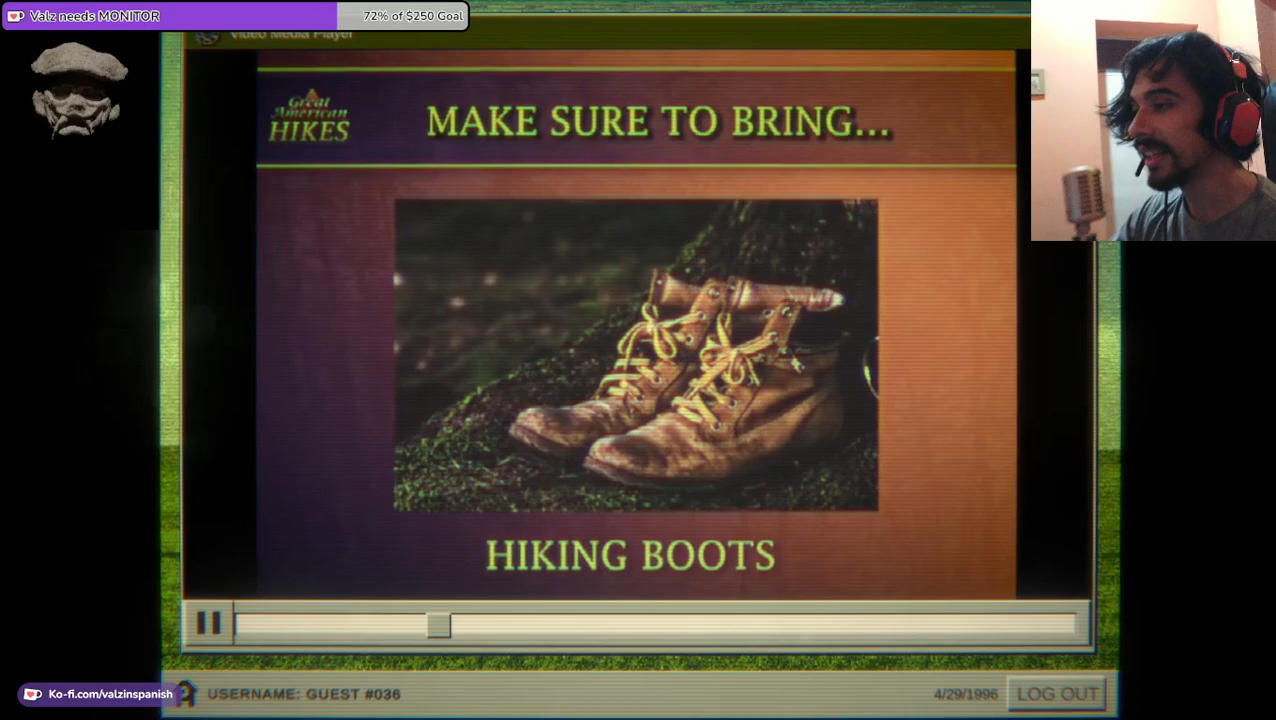 Valz needs MONITOR
72% of $250 Goal
Video Media Player
Great
American
HIKES
MAKE SURE TO BRING...
HIKING BOOTS
Ko-fi.com/valzinspanish
USERNAME: GUEST #036
4/29/1996
LOG OUT